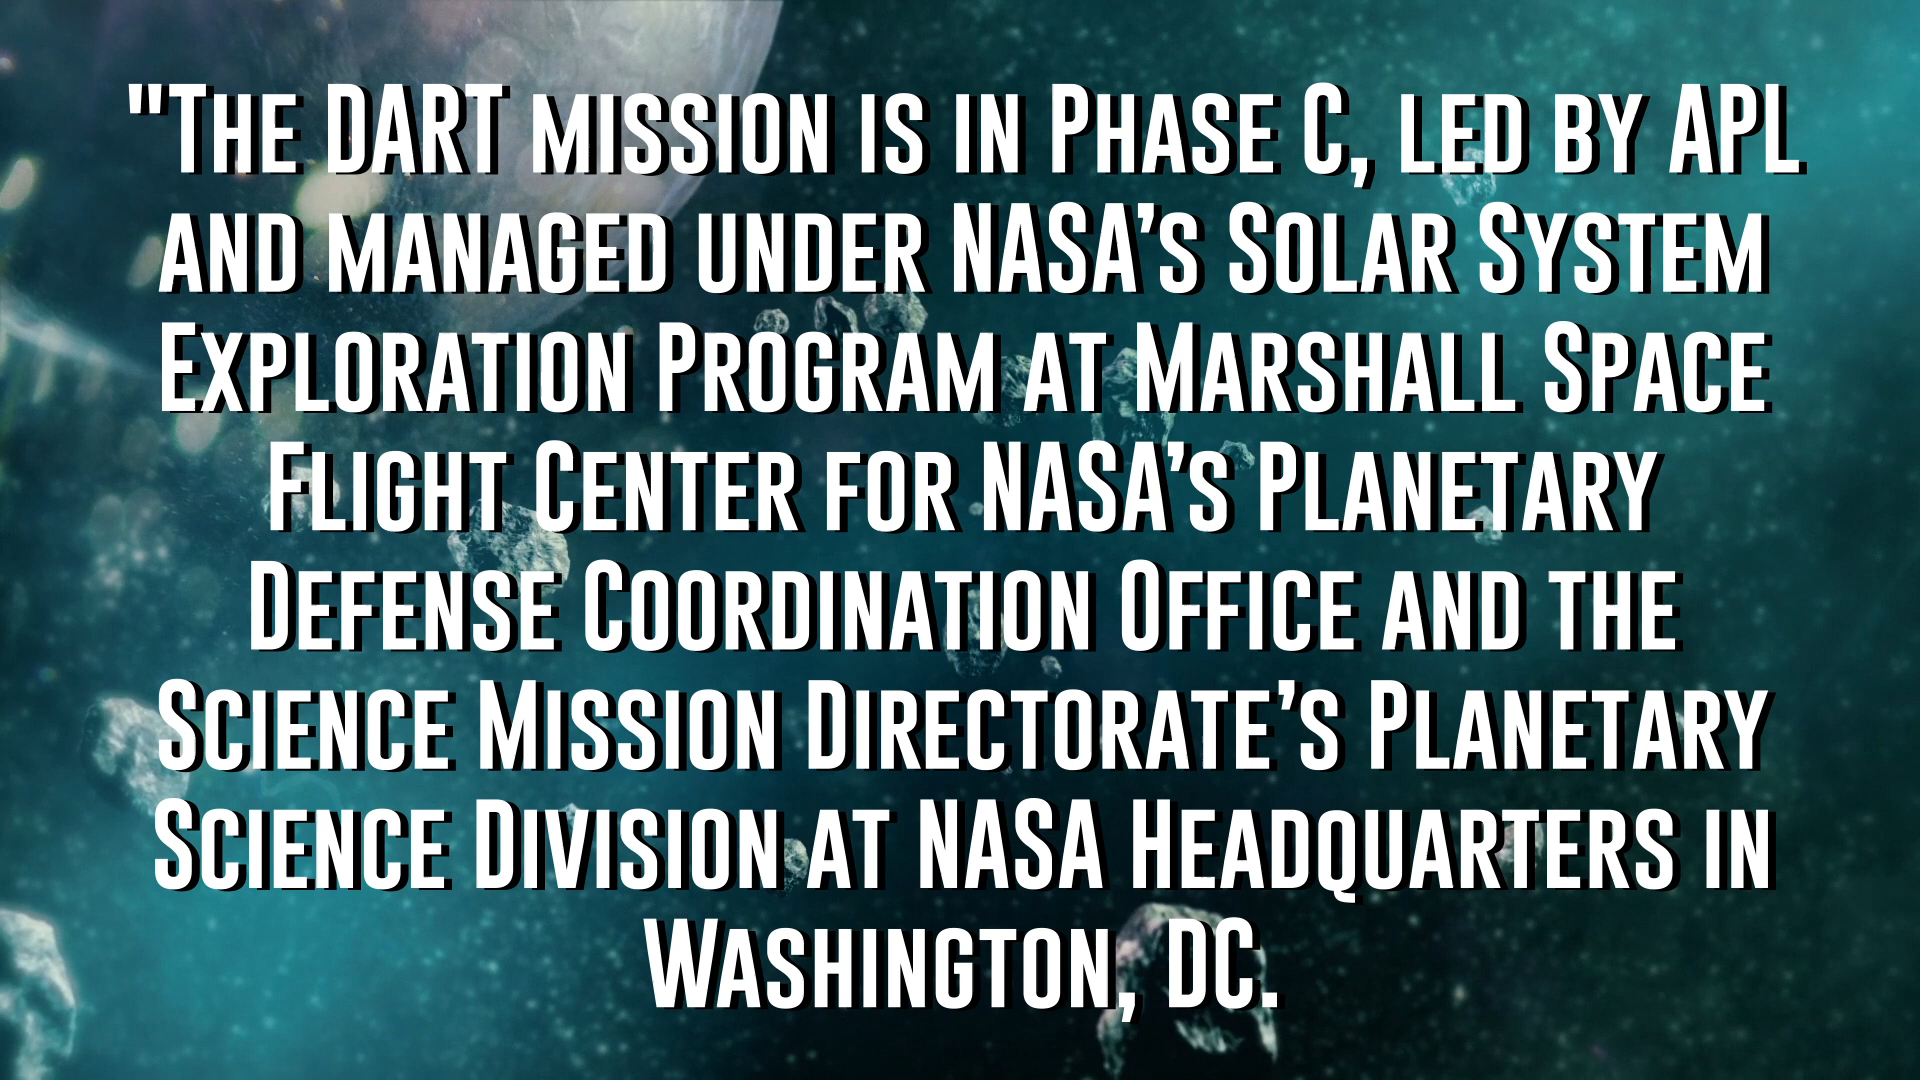 "The DART mission is in Phase C, led by APL
and managed under NASA’s Solar System
Exploration Program at Marshall Space
Flight Center for NASA’s Planetary
Defense Coordination Office and the
Science Mission Directorate’s Planetary
Science Division at NASA Headquarters in
Washington, DC.